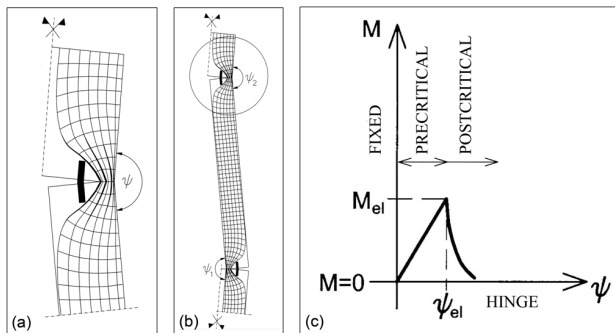 ψ
(a)
ψ₂
ψ₁
(b)
M
FIXED
PRECRITICAL
POSTCRITICAL
Mel
M=0
ψel
HINGE
ψ
(c)